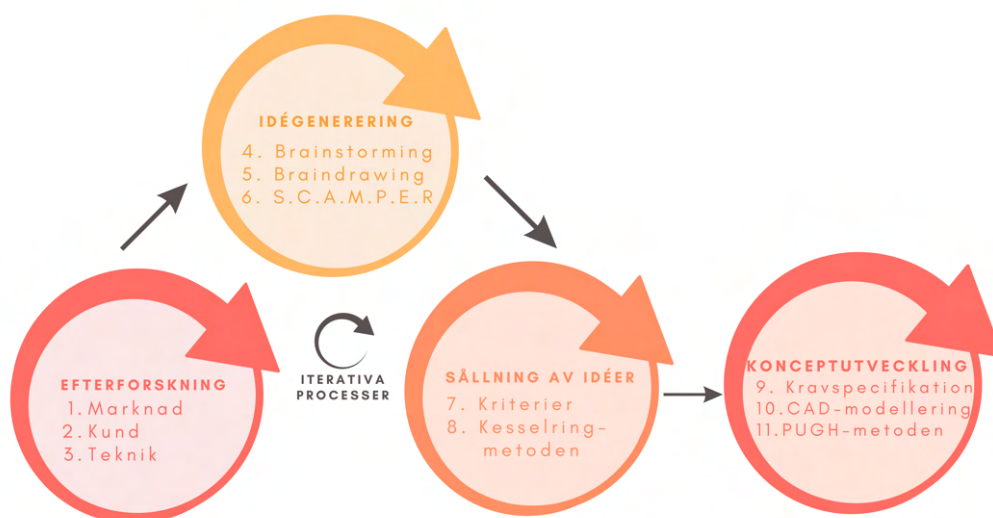 IDÉGENERERING
4. Brainstorming
5. Braindrawing
6. S.C.A.M.P.E.R
EFTERFORSKNING
1. Marknad
2. Kund
3. Teknik
ITERATIVA
PROCESSER
SÅLLNING AV IDÉER
7. Kriterier
8. Kesselring-
metoden
KONCEPTUTVECKLING
9. Kravspecifikation
10. CAD-modellering
11. PUGH-metoden